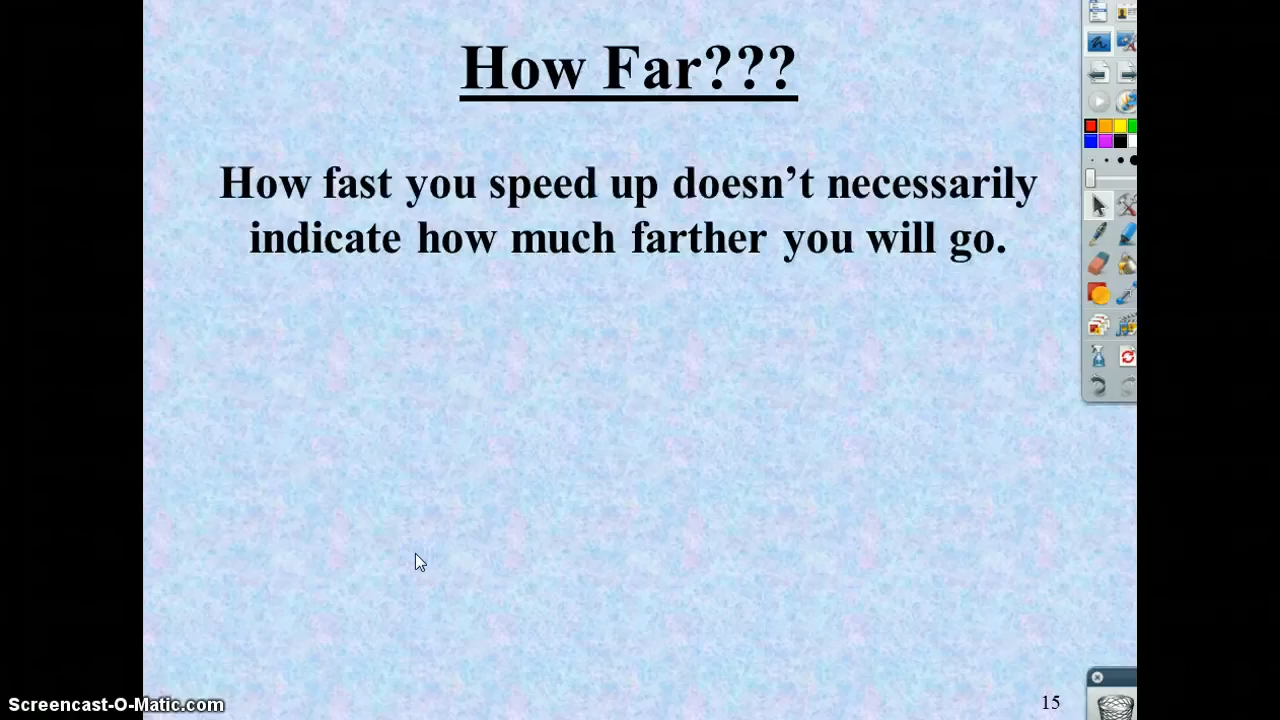 How Far???
How fast you speed up doesn’t necessarily
indicate how much farther you will go.
15
Screencast-O-Matic.com